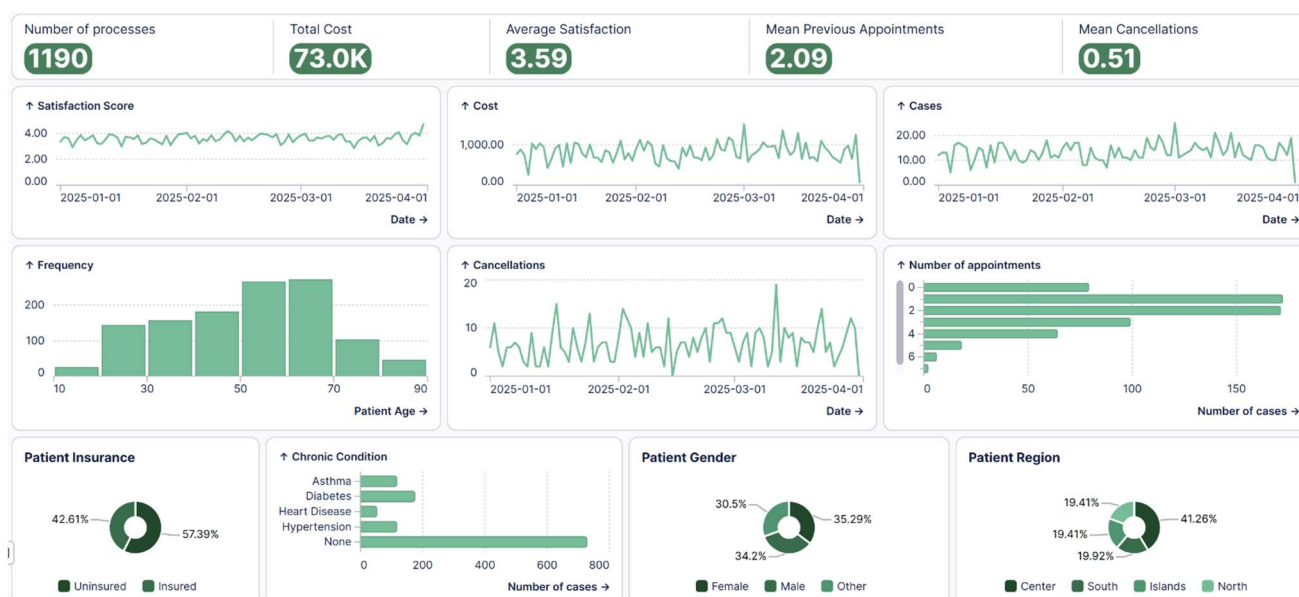 Number of processes
1190
Total Cost
73.0K
Average Satisfaction
3.59
Mean Previous Appointments
2.09
Mean Cancellations
0.51
↑ Satisfaction Score
4.00
2.00
0.00
2025-01-01 2025-02-01 2025-03-01 2025-04-01
Date →
↑ Cost
1,000.00
0.00
2025-01-01 2025-02-01 2025-03-01 2025-04-01
Date →
↑ Cases
20.00
10.00
0.00
2025-01-01 2025-02-01 2025-03-01 2025-04-01
Date →
↑ Frequency
200
100
0
10 30 50 70 90
Patient Age →
↑ Cancellations
20
10
0
2025-01-01 2025-02-01 2025-03-01 2025-04-01
Date →
↑ Number of appointments
0
2
4
6
0 50 100 150
Number of cases →
Patient Insurance
42.61%
57.39%
Uninsured Insured
↑ Chronic Condition
Asthma
Diabetes
Heart Disease
Hypertension
None
0 200 400 600 800
Number of cases →
Patient Gender
30.5%
35.29%
34.2%
Female Male Other
Patient Region
19.41%
41.26%
19.41%
19.92%
Center South Islands North